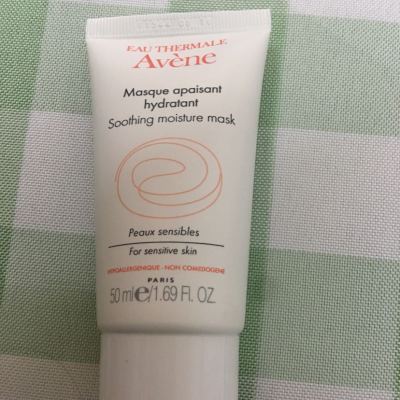 EAU THERMALE
Avène
Masque apaisant
hydratant
Soothing moisture mask
Peaux sensibles
For sensitive skin
HYPOALLERGENIQUE - NON COMEDOGENE
PARIS
50 ml e/1.69 Fl. OZ.